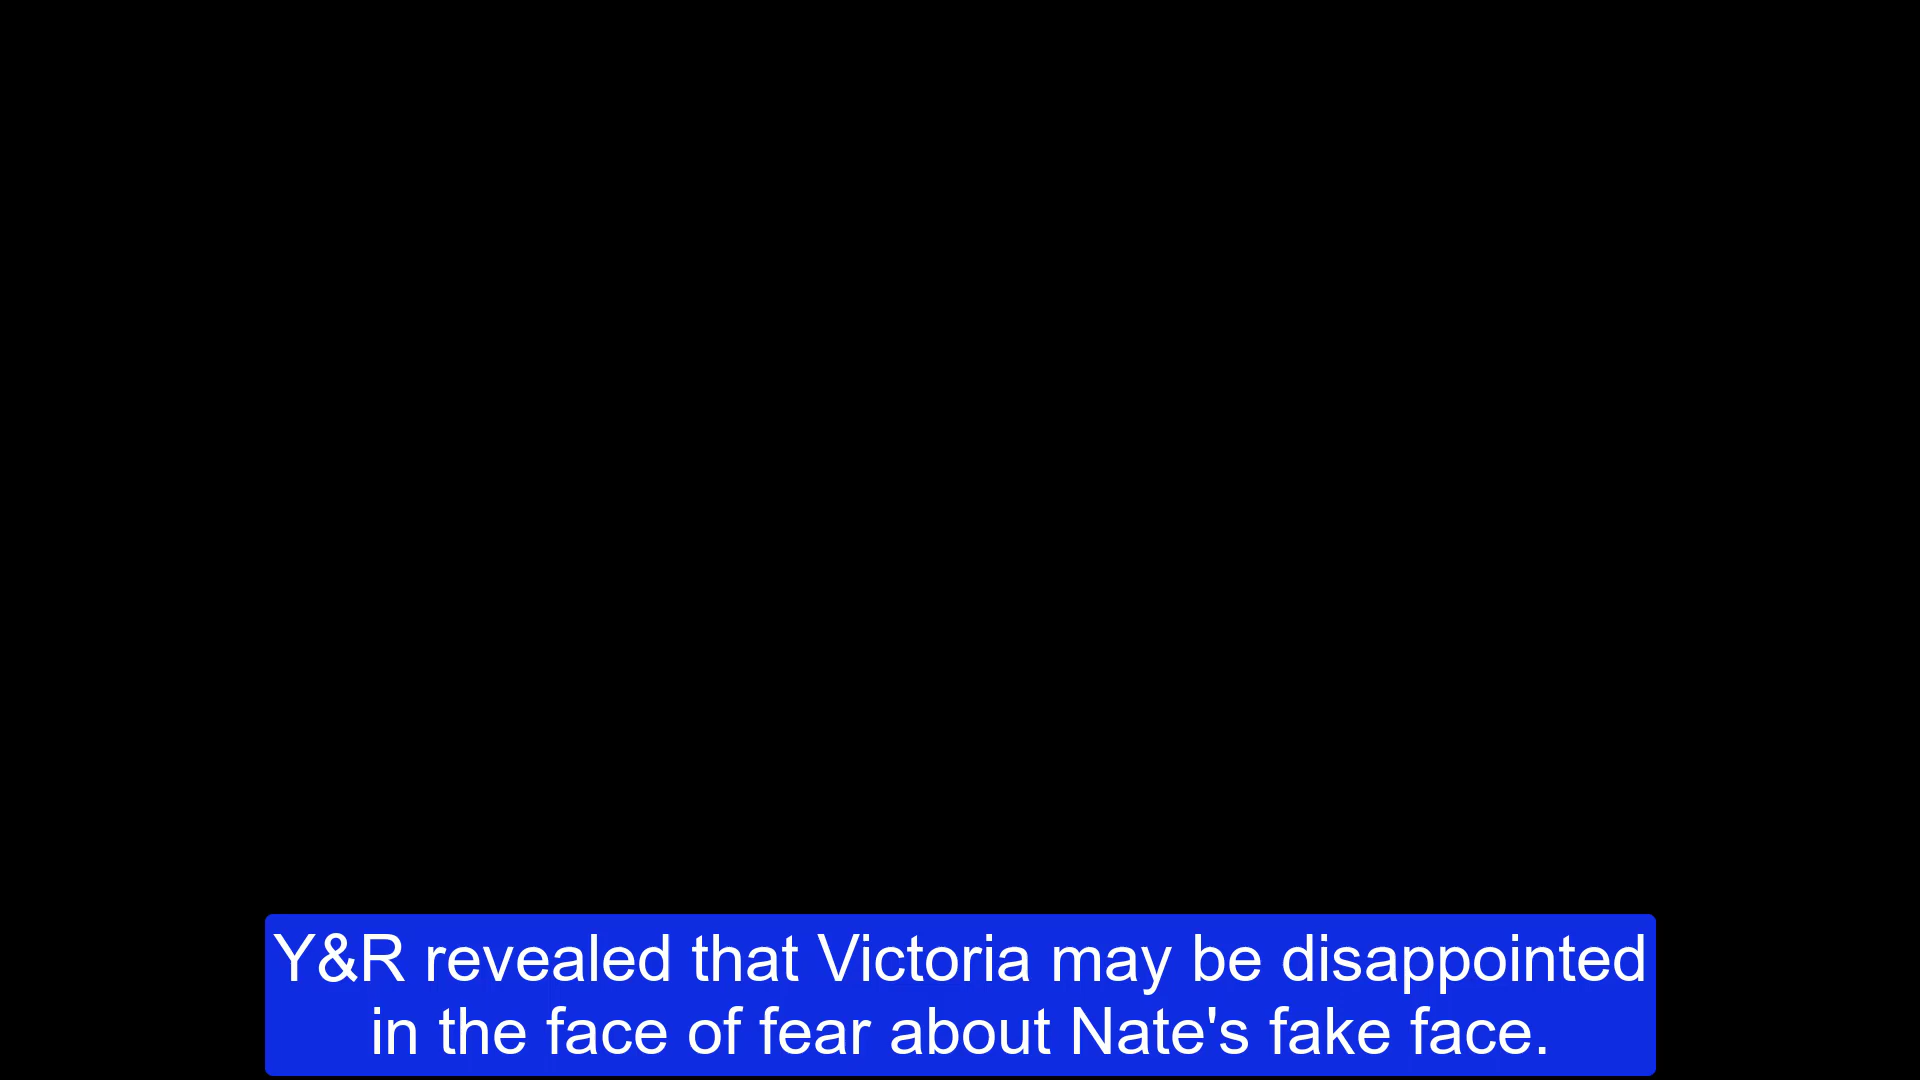 Y&R revealed that Victoria may be disappointed
in the face of fear about Nate's fake face.